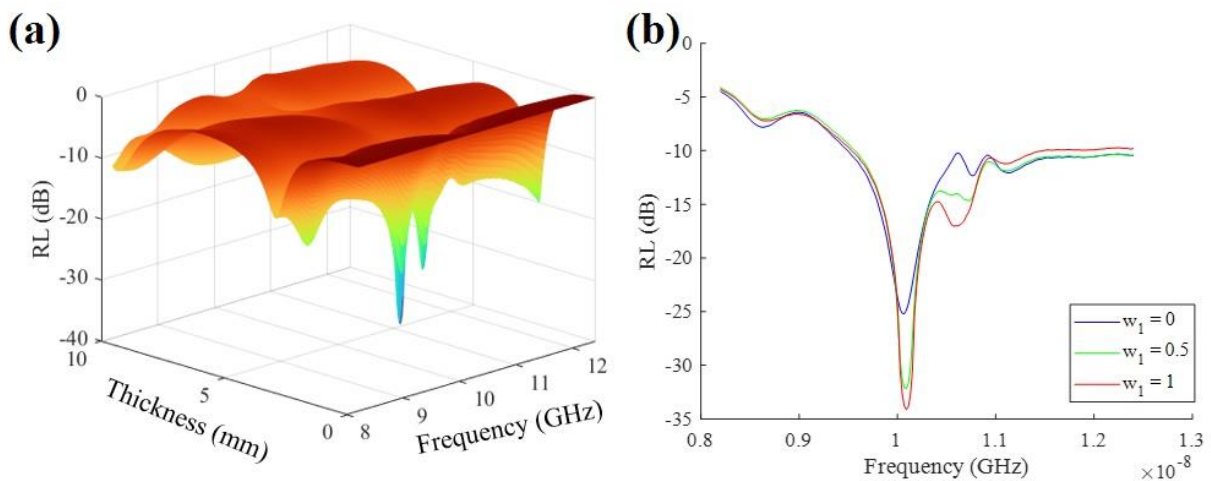 (a)
0
-10
-20
-30
-40
RL (dB)
10
5
0
Thickness (mm)
8
9
10
11
12
Frequency (GHz)
(b)
0
-5
-10
-15
-20
-25
-30
-35
RL (dB)
w₁ = 0
w₁ = 0.5
w₁ = 1
0.8
0.9
1
1.1
1.2
1.3
Frequency (GHz)
×10⁻⁸